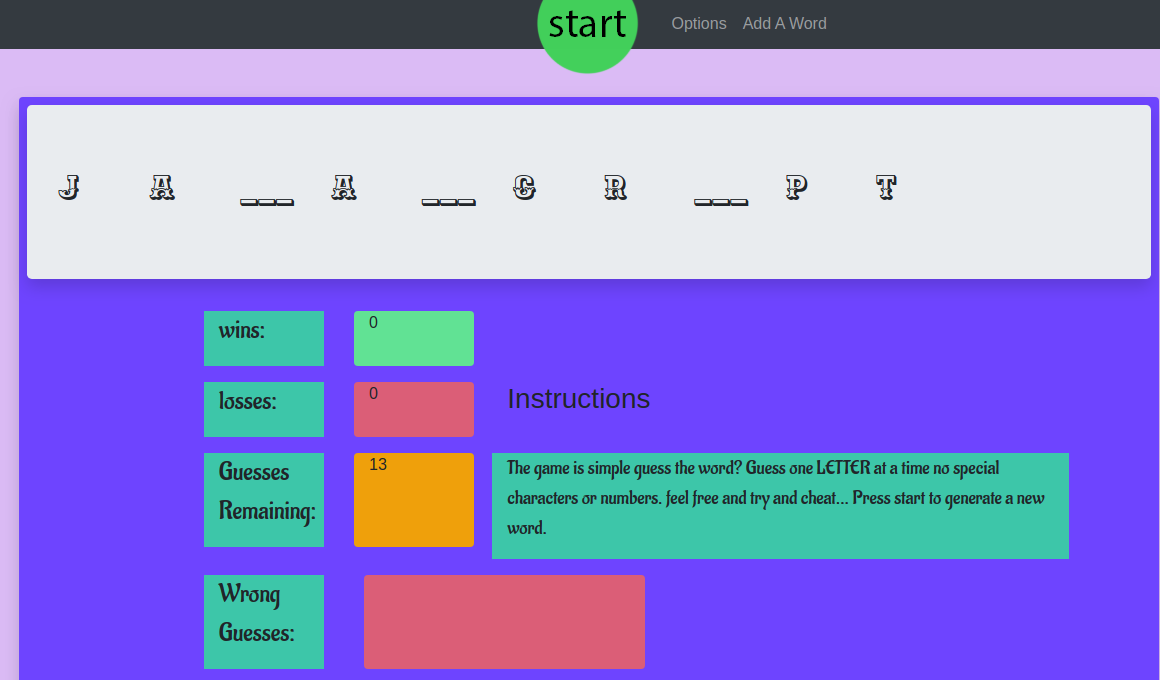 start Options Add A Word
J A ___ A ___ G R ___ P T
wins: 0
losses: 0
Instructions
Guesses
Remaining:
13
The game is simple guess the word? Guess one LETTER at a time no special
characters or numbers. feel free and try and cheat... Press start to generate a new
word.
Wrong
Guesses: